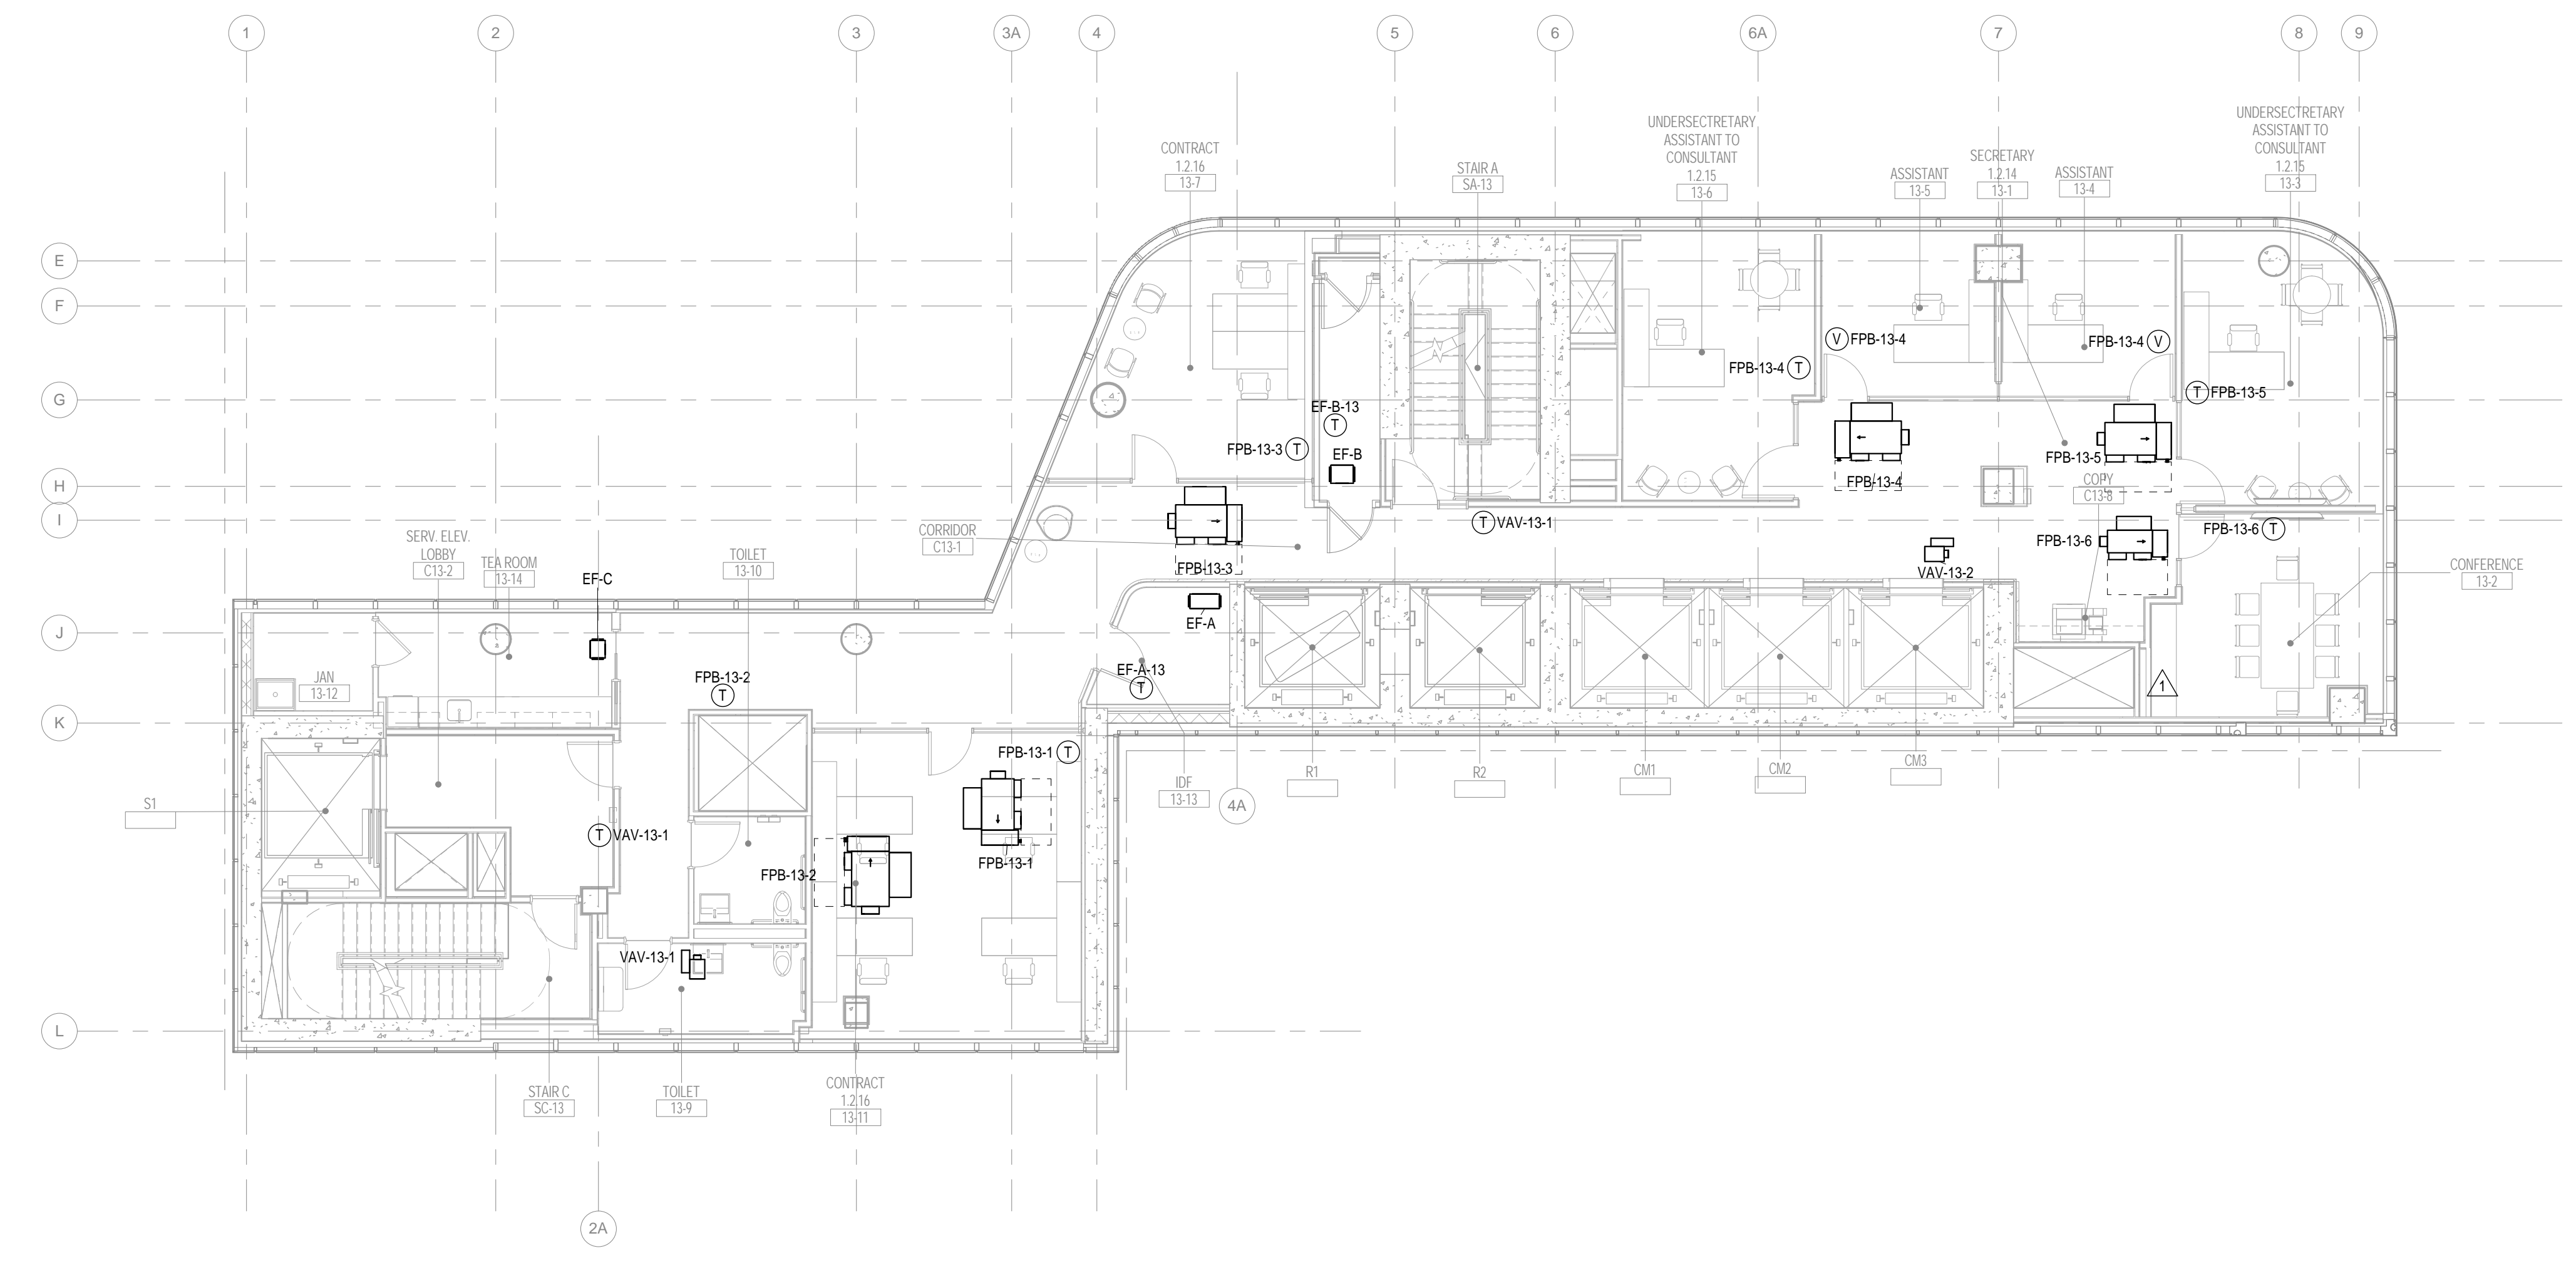 1
2
3
3A
4
5
6
6A
7
8
9
UNDERSECTRETARY
ASSISTANT TO
CONSULTANT
1.2.15
13-3
UNDERSECTRETARY
ASSISTANT TO
CONSULTANT
1.2.15
13-6
CONTRACT
1.2.16
13-7
STAIR A
SA-13
ASSISTANT
13-5
SECRETARY
1.2.14
13-1
ASSISTANT
13-4
E
F
G
H
I
J
K
L
V
FPB-13-4
FPB-13-4
V
FPB-13-4
T
T
FPB-13-5
EF-B-13
T
FPB-13-3
T
EF-B
FPB-13-5
FPB-13-4
COPY
C13-8
T
VAV-13-1
FPB-13-6
T
FPB-13-6
CORRIDOR
C13-1
FPB-13-3
VAV-13-2
CONFERENCE
13-2
SERV. ELEV.
LOBBY
C13-2
TEA ROOM
13-14
TOILET
13-10
EF-C
EF-A
EF-A-13
T
FPB-13-2
T
JAN
13-12
1
FPB-13-1
T
IDF
13-13
4A
R1
R2
CM1
CM2
CM3
S1
T
VAV-13-1
FPB-13-2
FPB-13-1
VAV-13-1
STAIR C
SC-13
TOILET
13-9
CONTRACT
1.2.16
13-11
2A